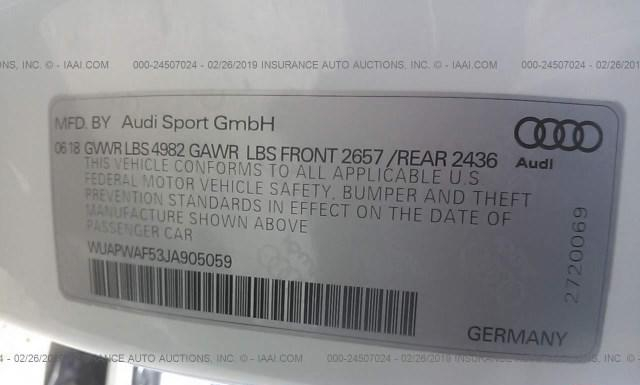 000-24507024 - 02/26/2019 INSURANCE AUTO AUCTIONS, INC. © - IAAI.COM
MFD. BY Audi Sport GmbH
06 18 GVWR LBS 4982 GAWR LBS FRONT 2657 /REAR 2436
THIS VEHICLE CONFORMS TO ALL APPLICABLE U.S.
FEDERAL MOTOR VEHICLE SAFETY, BUMPER AND THEFT
PREVENTION STANDARDS IN EFFECT ON THE DATE OF
MANUFACTURE SHOWN ABOVE
PASSENGER CAR
WUAPWAF53JA905059
Audi
2720069
GERMANY
000-24507024 - 02/26/2019 INSURANCE AUTO AUCTIONS, INC. © - IAAI.COM